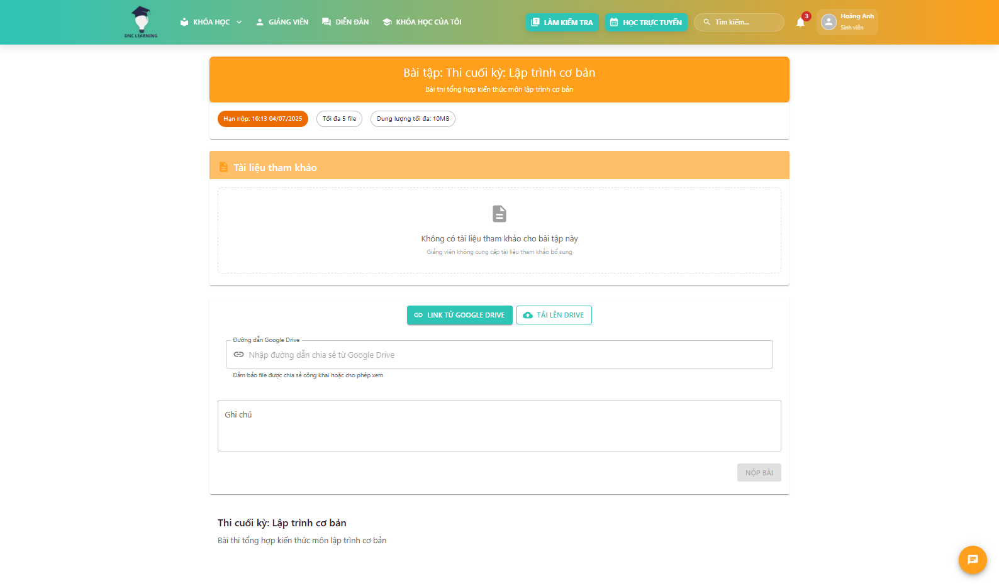 DNC LEARNING
KHÓA HỌC
GIẢNG VIÊN
DIỄN ĐÀN
KHÓA HỌC CỦA TÔI
LÀM KIỂM TRA
HỌC TRỰC TUYẾN
Tìm kiếm...
3
Hoàng Anh
Sinh viên
Bài tập: Thi cuối kỳ: Lập trình cơ bản
Bài thi tổng hợp kiến thức môn lập trình cơ bản
Hạn nộp: 16:13 04/07/2025
Tối đa 5 file
Dung lượng tối đa: 10MB
Tài liệu tham khảo
Không có tài liệu tham khảo cho bài tập này
Giảng viên không cung cấp tài liệu tham khảo bổ sung
LINK TỪ GOOGLE DRIVE
TẢI LÊN DRIVE
Đường dẫn Google Drive
Nhập đường dẫn chia sẻ từ Google Drive
Đảm bảo file được chia sẻ công khai hoặc cho phép xem
Ghi chú
NỘP BÀI
Thi cuối kỳ: Lập trình cơ bản
Bài thi tổng hợp kiến thức môn lập trình cơ bản